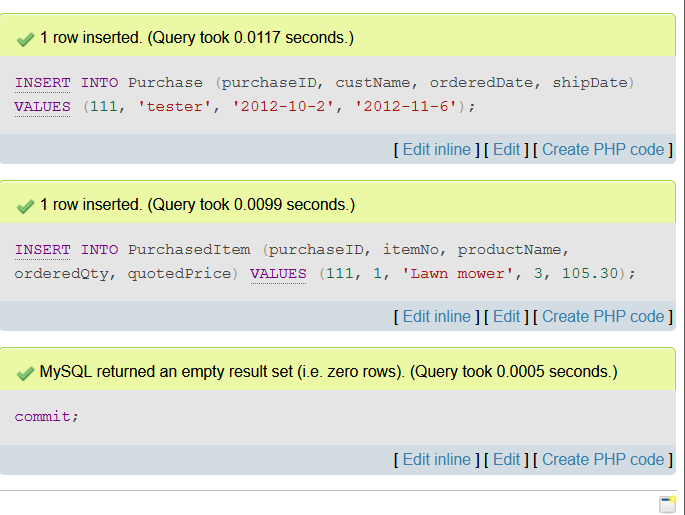 1 row inserted. (Query took 0.0117 seconds.)
INSERT INTO Purchase (purchaseID, custName, orderedDate, shipDate)
VALUES (111, 'tester', '2012-10-2', '2012-11-6');
[ Edit inline ] [ Edit ] [ Create PHP code ]
1 row inserted. (Query took 0.0099 seconds.)
INSERT INTO PurchasedItem (purchaseID, itemNo, productName,
orderedQty, quotedPrice) VALUES (111, 1, 'Lawn mower', 3, 105.30);
[ Edit inline ] [ Edit ] [ Create PHP code ]
MySQL returned an empty result set (i.e. zero rows). (Query took 0.0005 seconds.)
commit;
[ Edit inline ] [ Edit ] [ Create PHP code ]